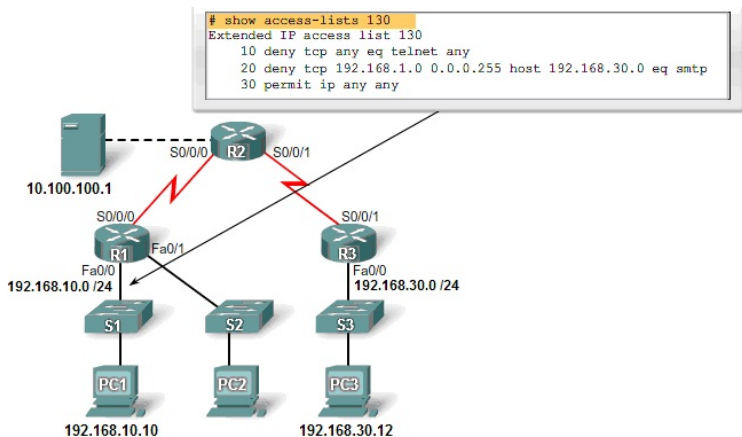 # show access-lists 130
Extended IP access list 130
10 deny tcp any eq telnet any
20 deny tcp 192.168.1.0 0.0.0.255 host 192.168.30.0 eq smtp
30 permit ip any any
S0/0/0
R2
S0/0/1
10.100.100.1
S0/0/0
S0/0/1
R1
Fa0/1
R3
Fa0/0
Fa0/0
192.168.10.0 /24
192.168.30.0 /24
S1
S2
S3
PC1
PC2
PC3
192.168.10.10
192.168.30.12